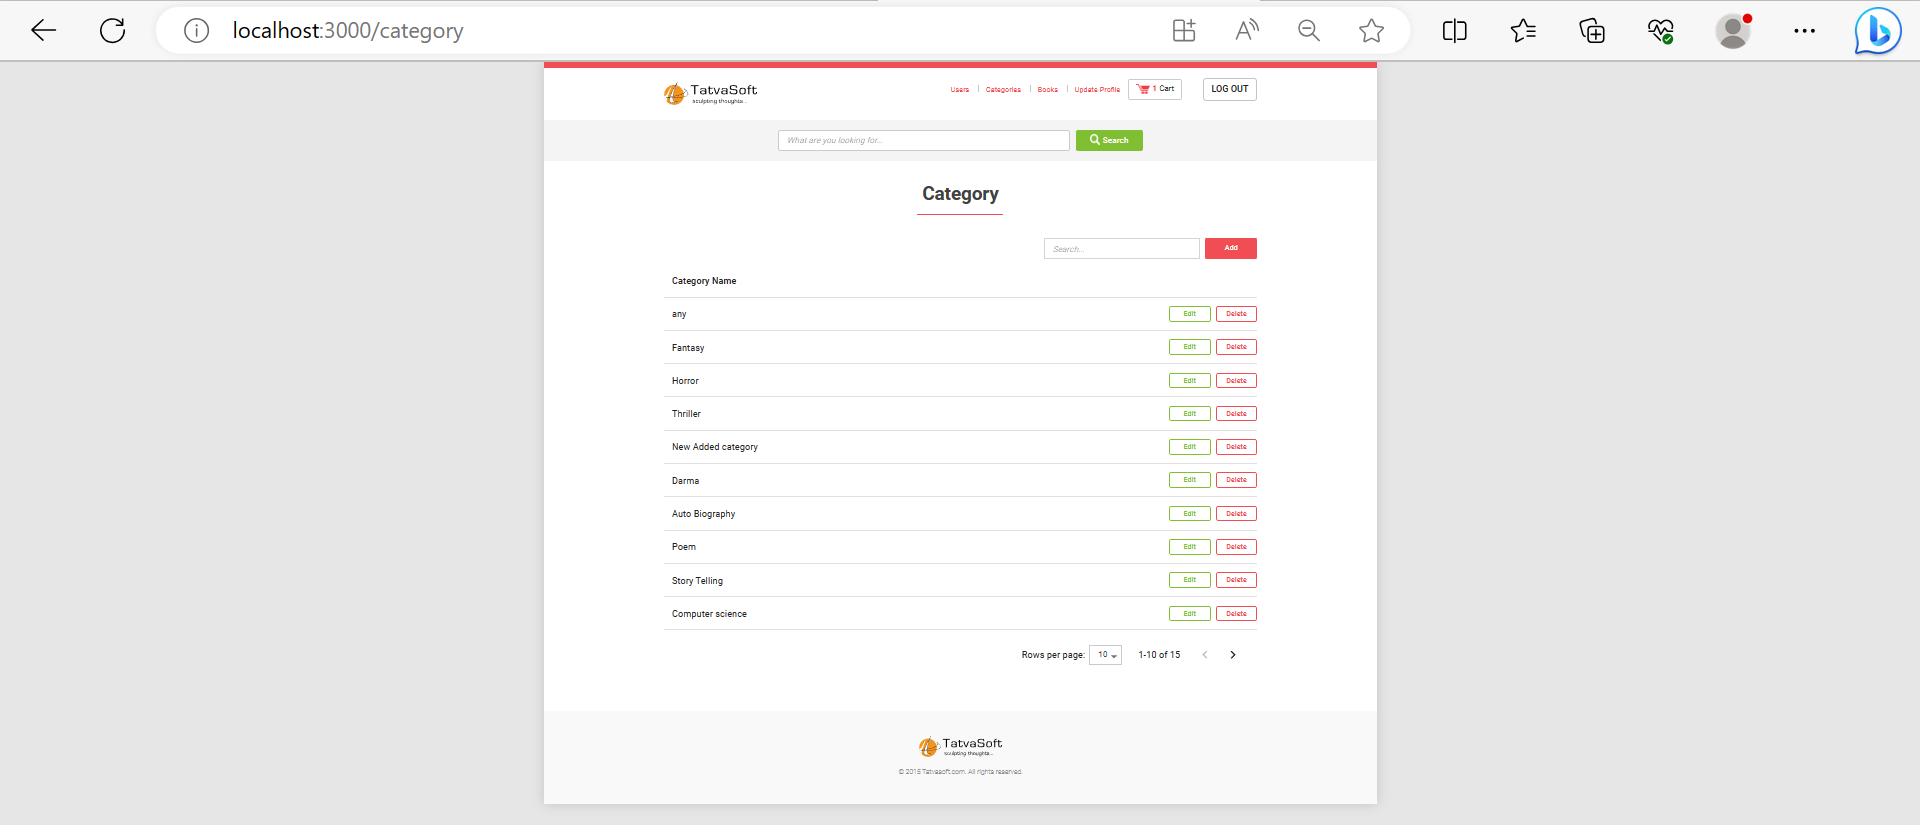 localhost:3000/category
TatvaSoft
sculpting thoughts...
Users
Categories
Books
Update Profile
1 Cart
LOG OUT
What are you looking for...
Search
Category
Search...
Add
Category Name
any Edit Delete
Fantasy Edit Delete
Horror Edit Delete
Thriller Edit Delete
New Added category Edit Delete
Darma Edit Delete
Auto Biography Edit Delete
Poem Edit Delete
Story Telling Edit Delete
Computer science Edit Delete
Rows per page: 10 1-10 of 15
TatvaSoft
sculpting thoughts...
© 2015 Tatvasoft.com. All rights reserved.